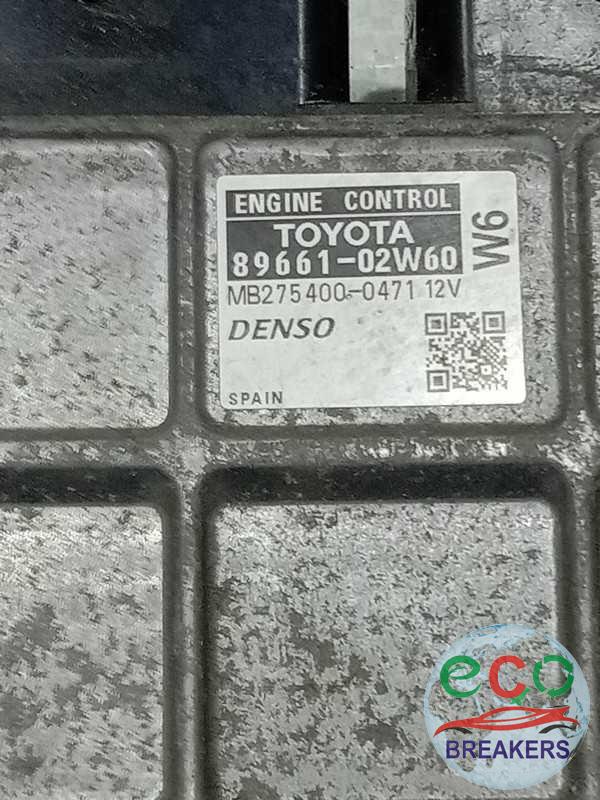 ENGINE CONTROL
TOYOTA
89661-02W60
W6
MB275400-0471 12V
DENSO
SPAIN
eco
BREAKERS